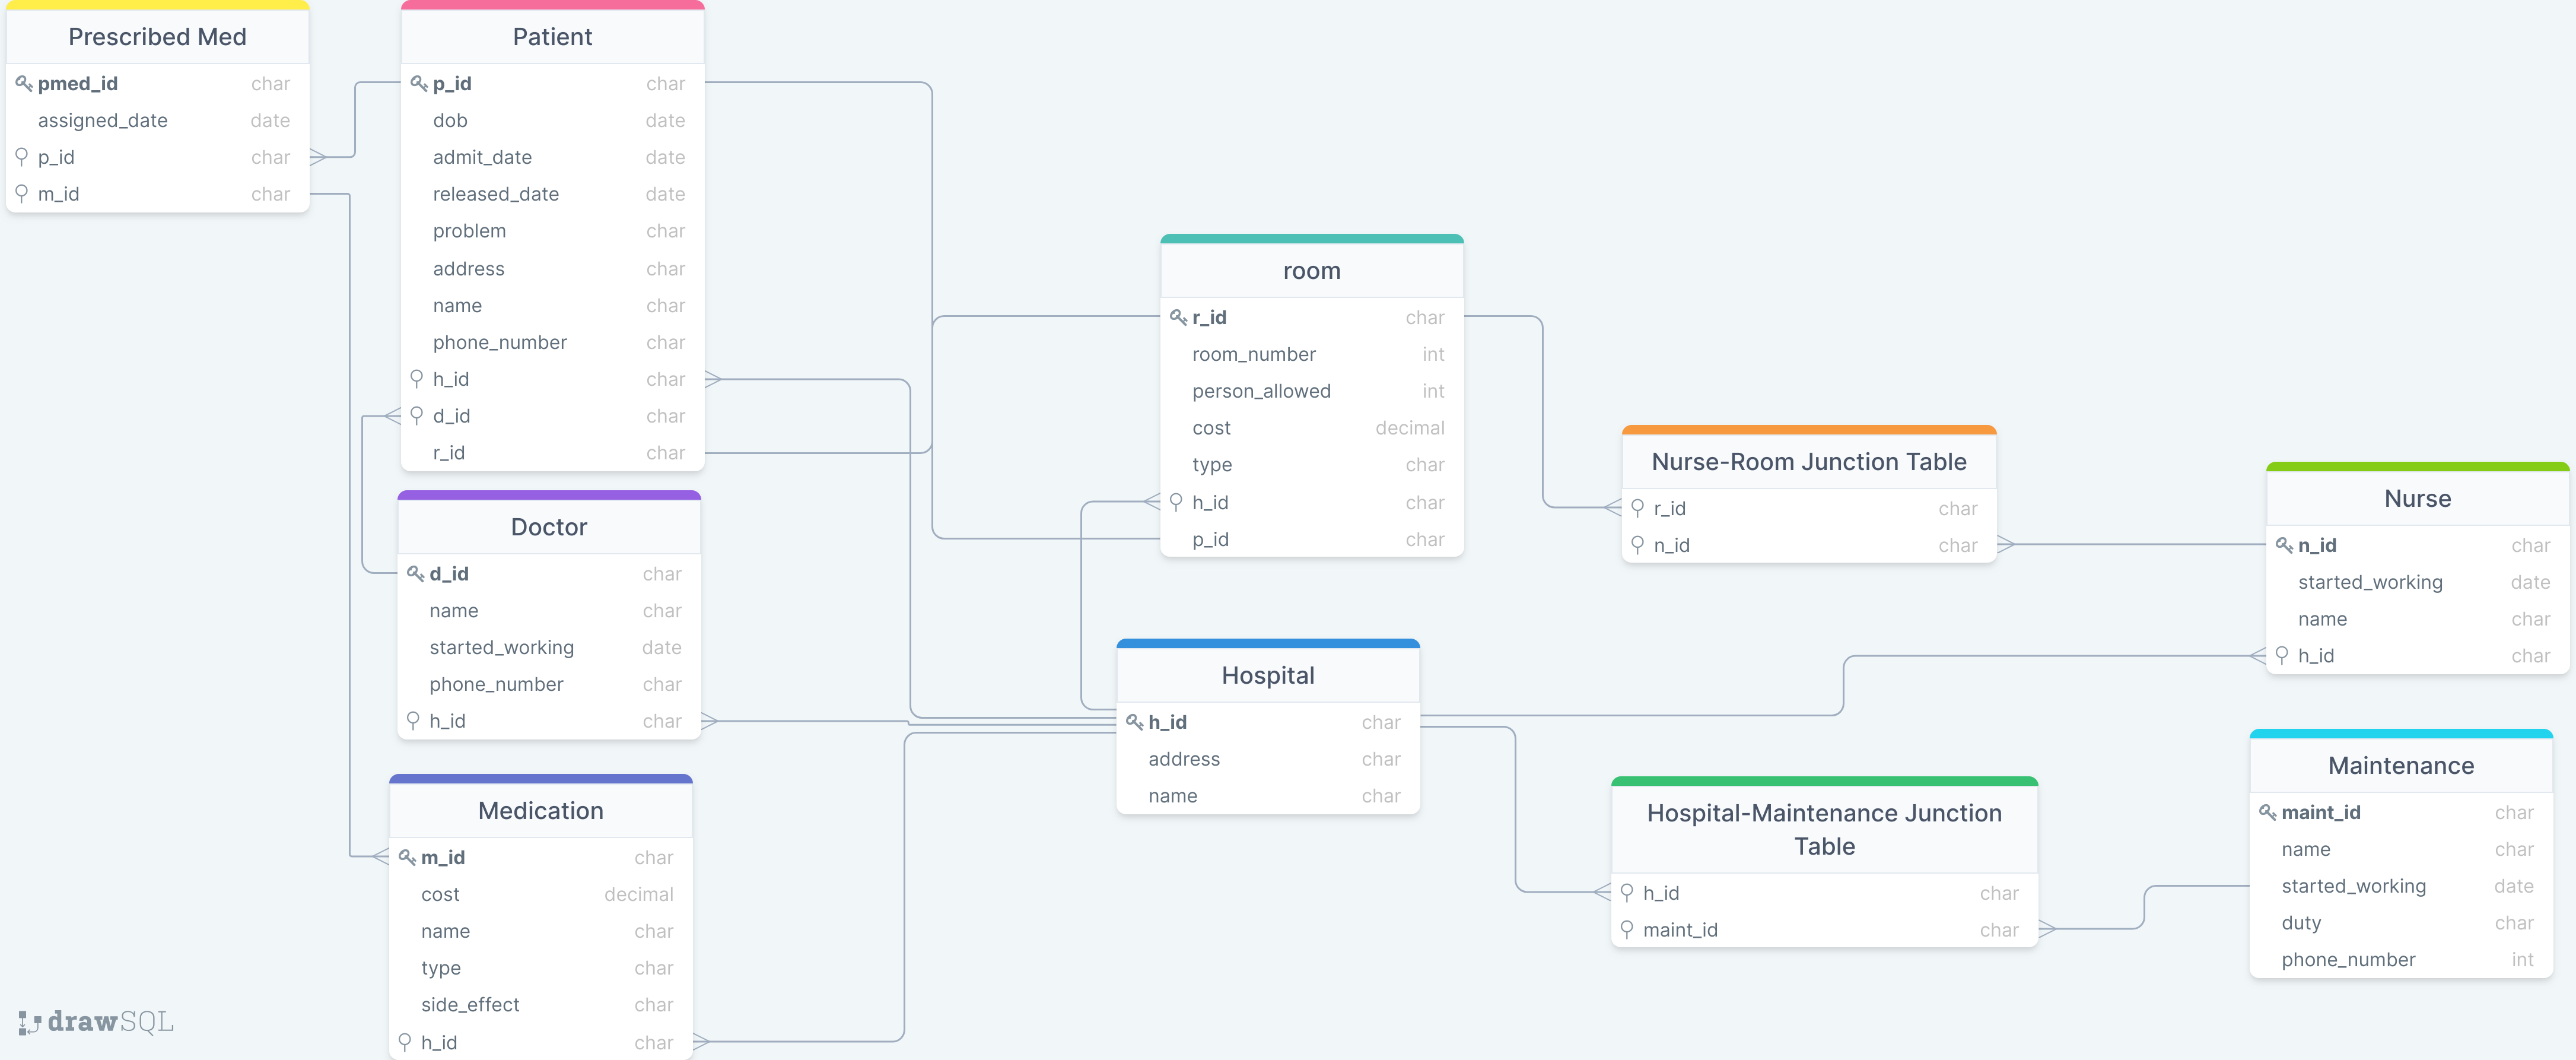 Prescribed Med
pmed_id char
assigned_date date
p_id char
m_id char
Patient
p_id char
dob date
admit_date date
released_date date
problem char
address char
name char
phone_number char
h_id char
d_id char
r_id char
Doctor
d_id char
name char
started_working date
phone_number char
h_id char
Medication
m_id char
cost decimal
name char
type char
side_effect char
h_id char
room
r_id char
room_number int
person_allowed int
cost decimal
type char
h_id char
p_id char
Hospital
h_id char
address char
name char
Nurse-Room Junction Table
r_id char
n_id char
Hospital-Maintenance Junction
Table
h_id char
maint_id char
Nurse
n_id char
started_working date
name char
h_id char
Maintenance
maint_id char
name char
started_working date
duty char
phone_number int
drawSQL